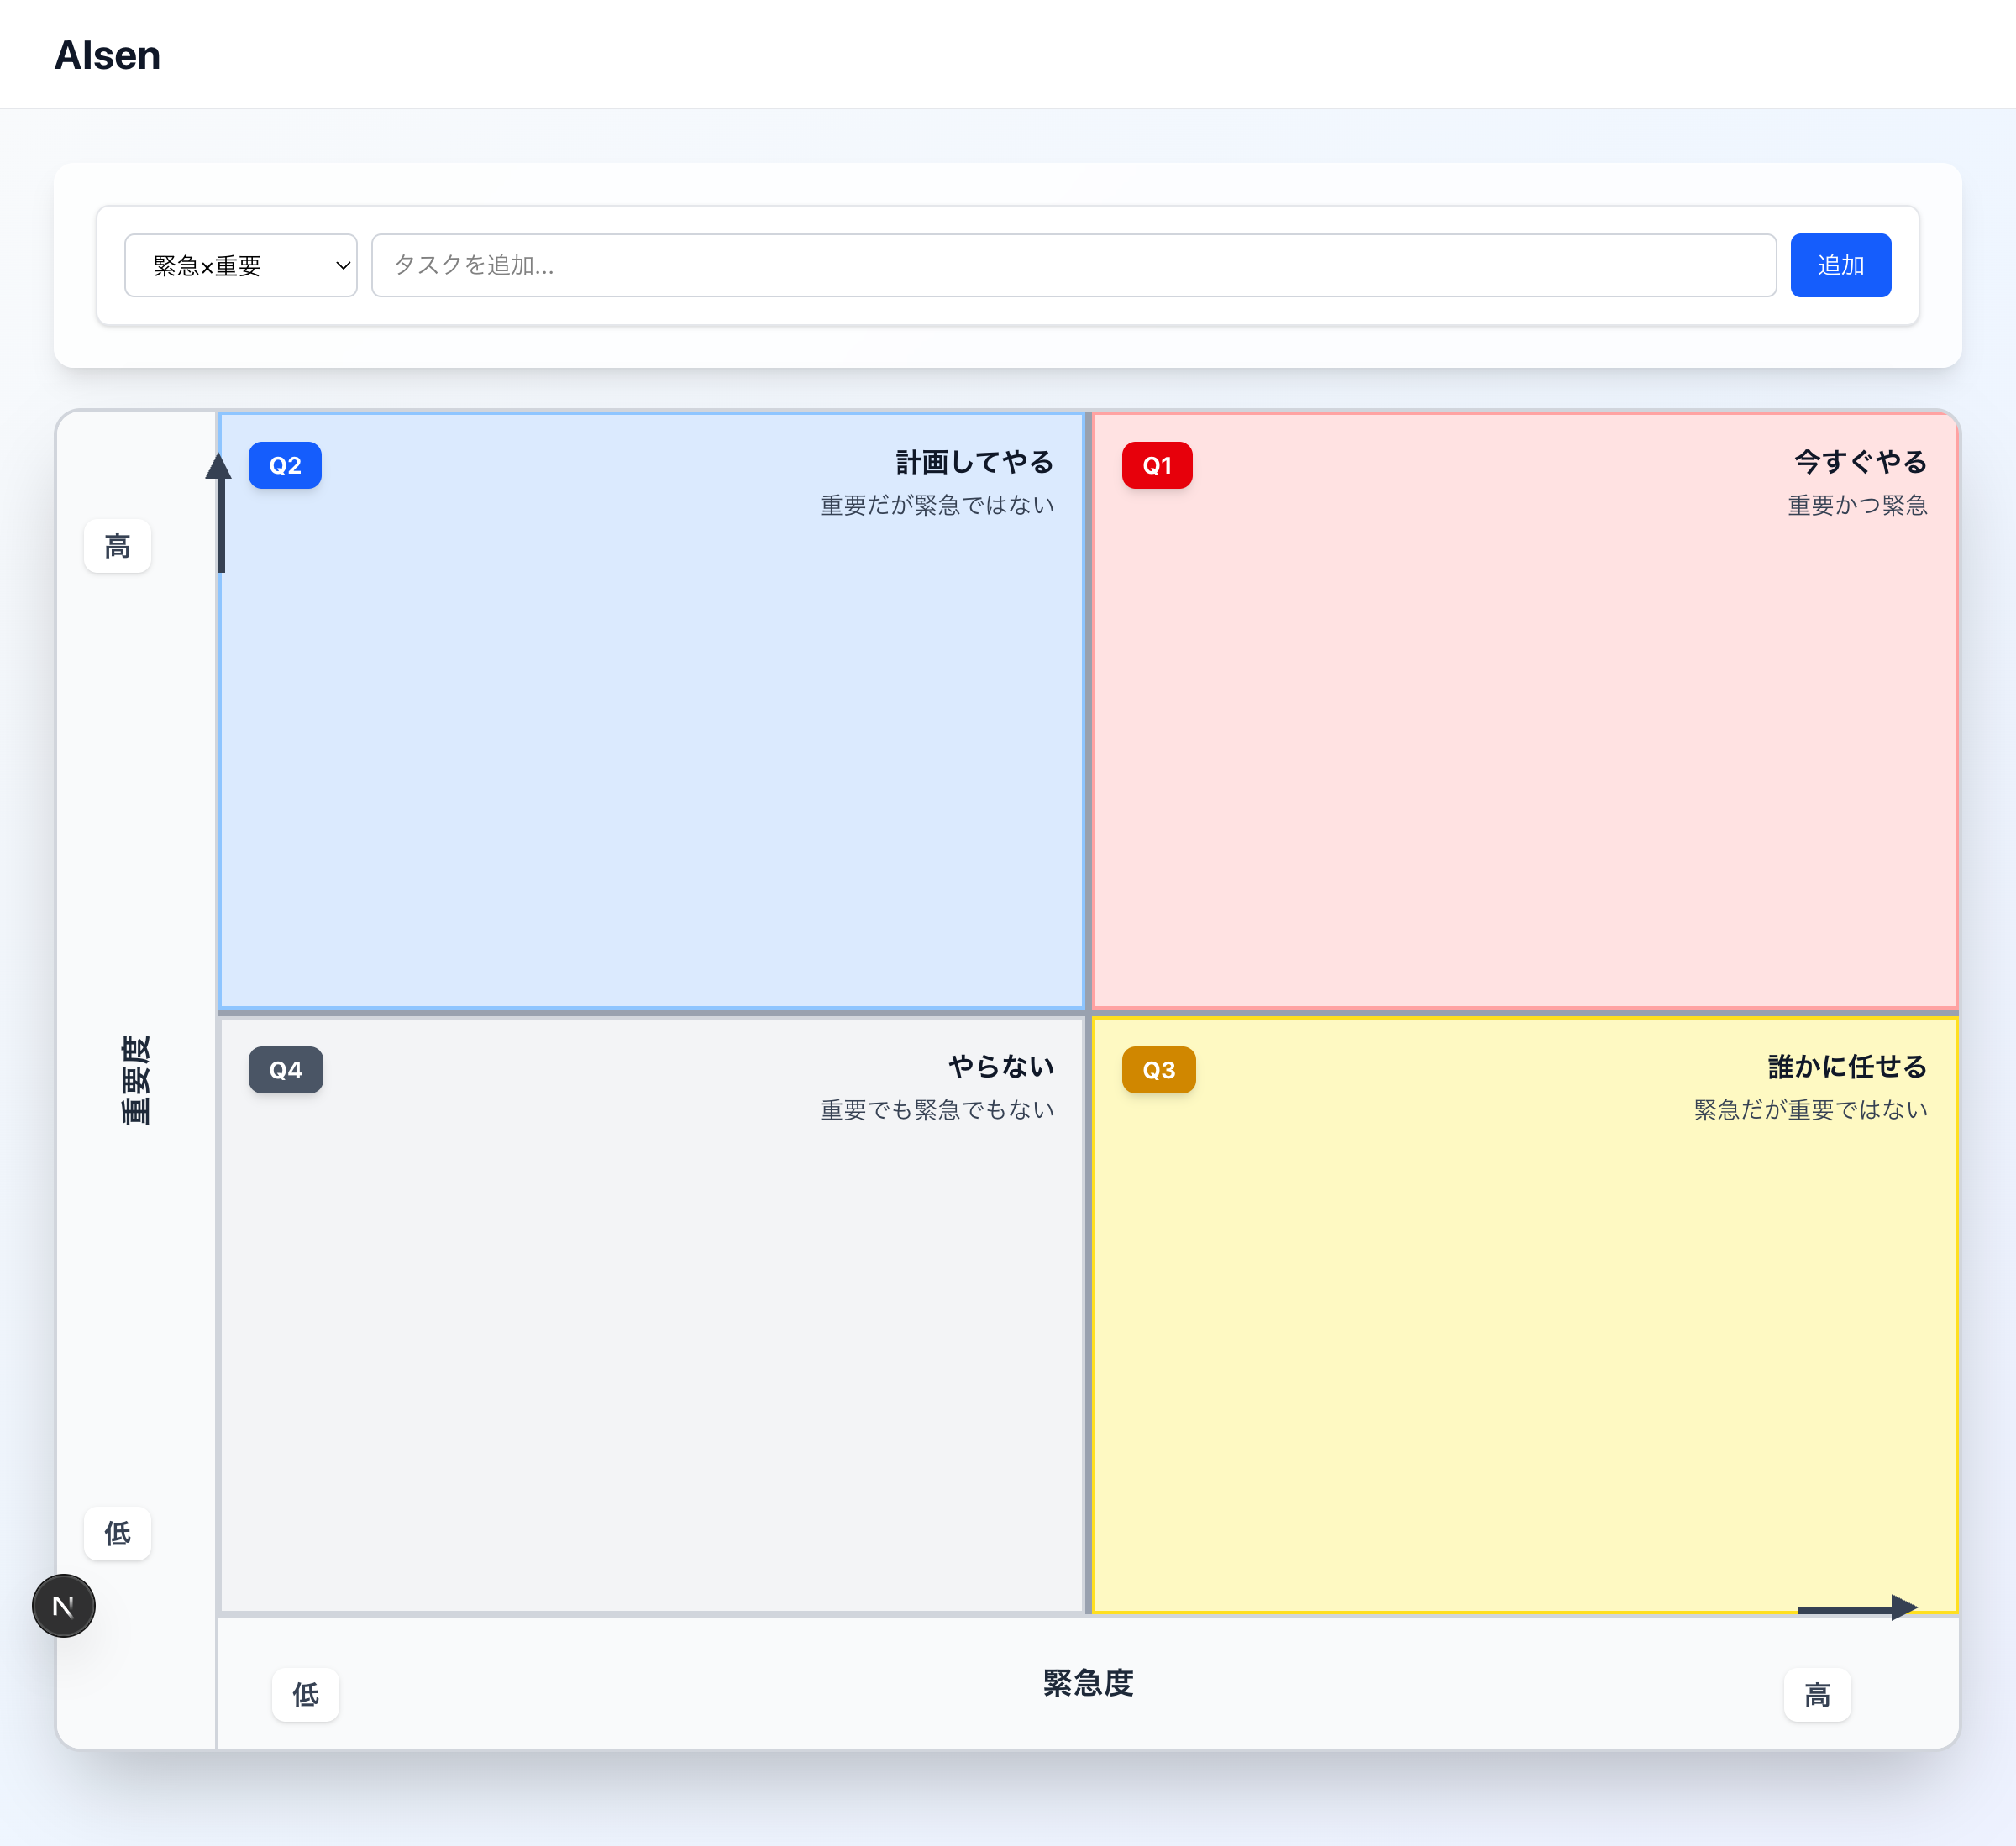 AIsen
緊急×重要
タスクを追加...
追加
Q2
計画してやる
重要だが緊急ではない
Q1
今すぐやる
重要かつ緊急
高
重要度
低
Q4
やらない
重要でも緊急でもない
Q3
誰かに任せる
緊急だが重要ではない
N
低
緊急度
高